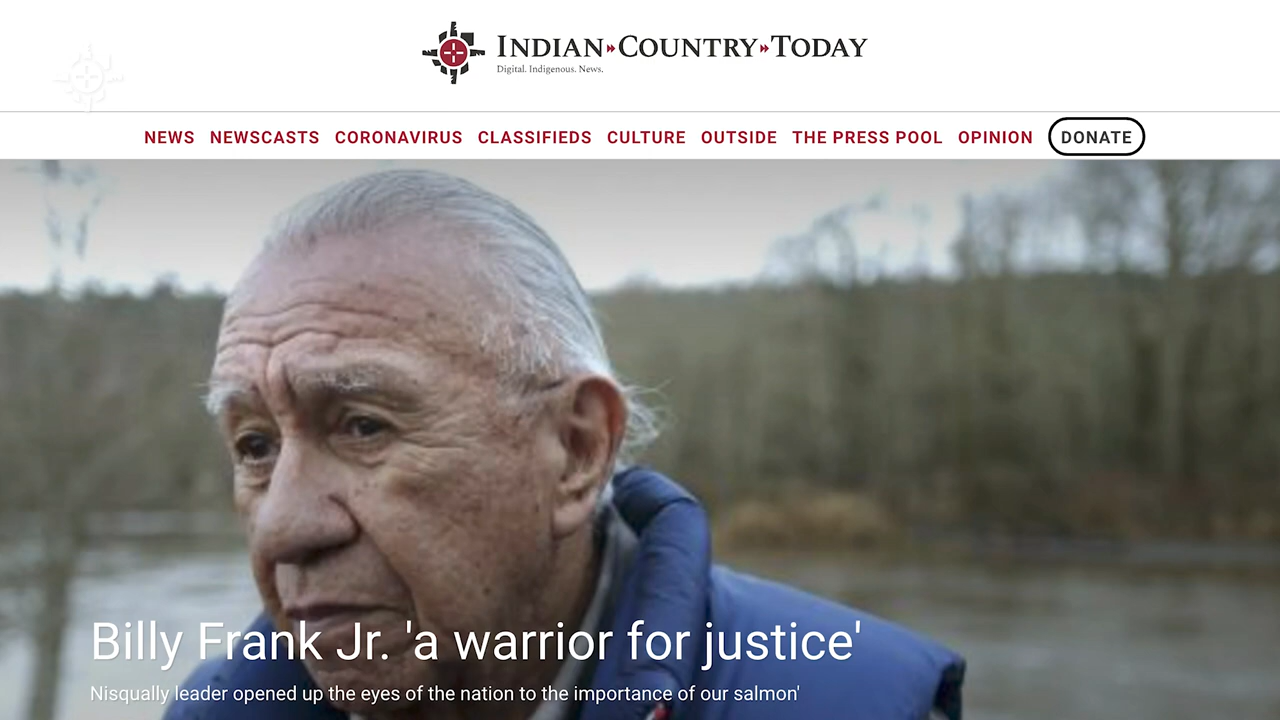 INDIAN COUNTRY TODAY
Digital. Indigenous. News.
NEWS NEWSCASTS CORONAVIRUS CLASSIFIEDS CULTURE OUTSIDE THE PRESS POOL OPINION DONATE
Billy Frank Jr. 'a warrior for justice'
Nisqually leader opened up the eyes of the nation to the importance of our salmon'